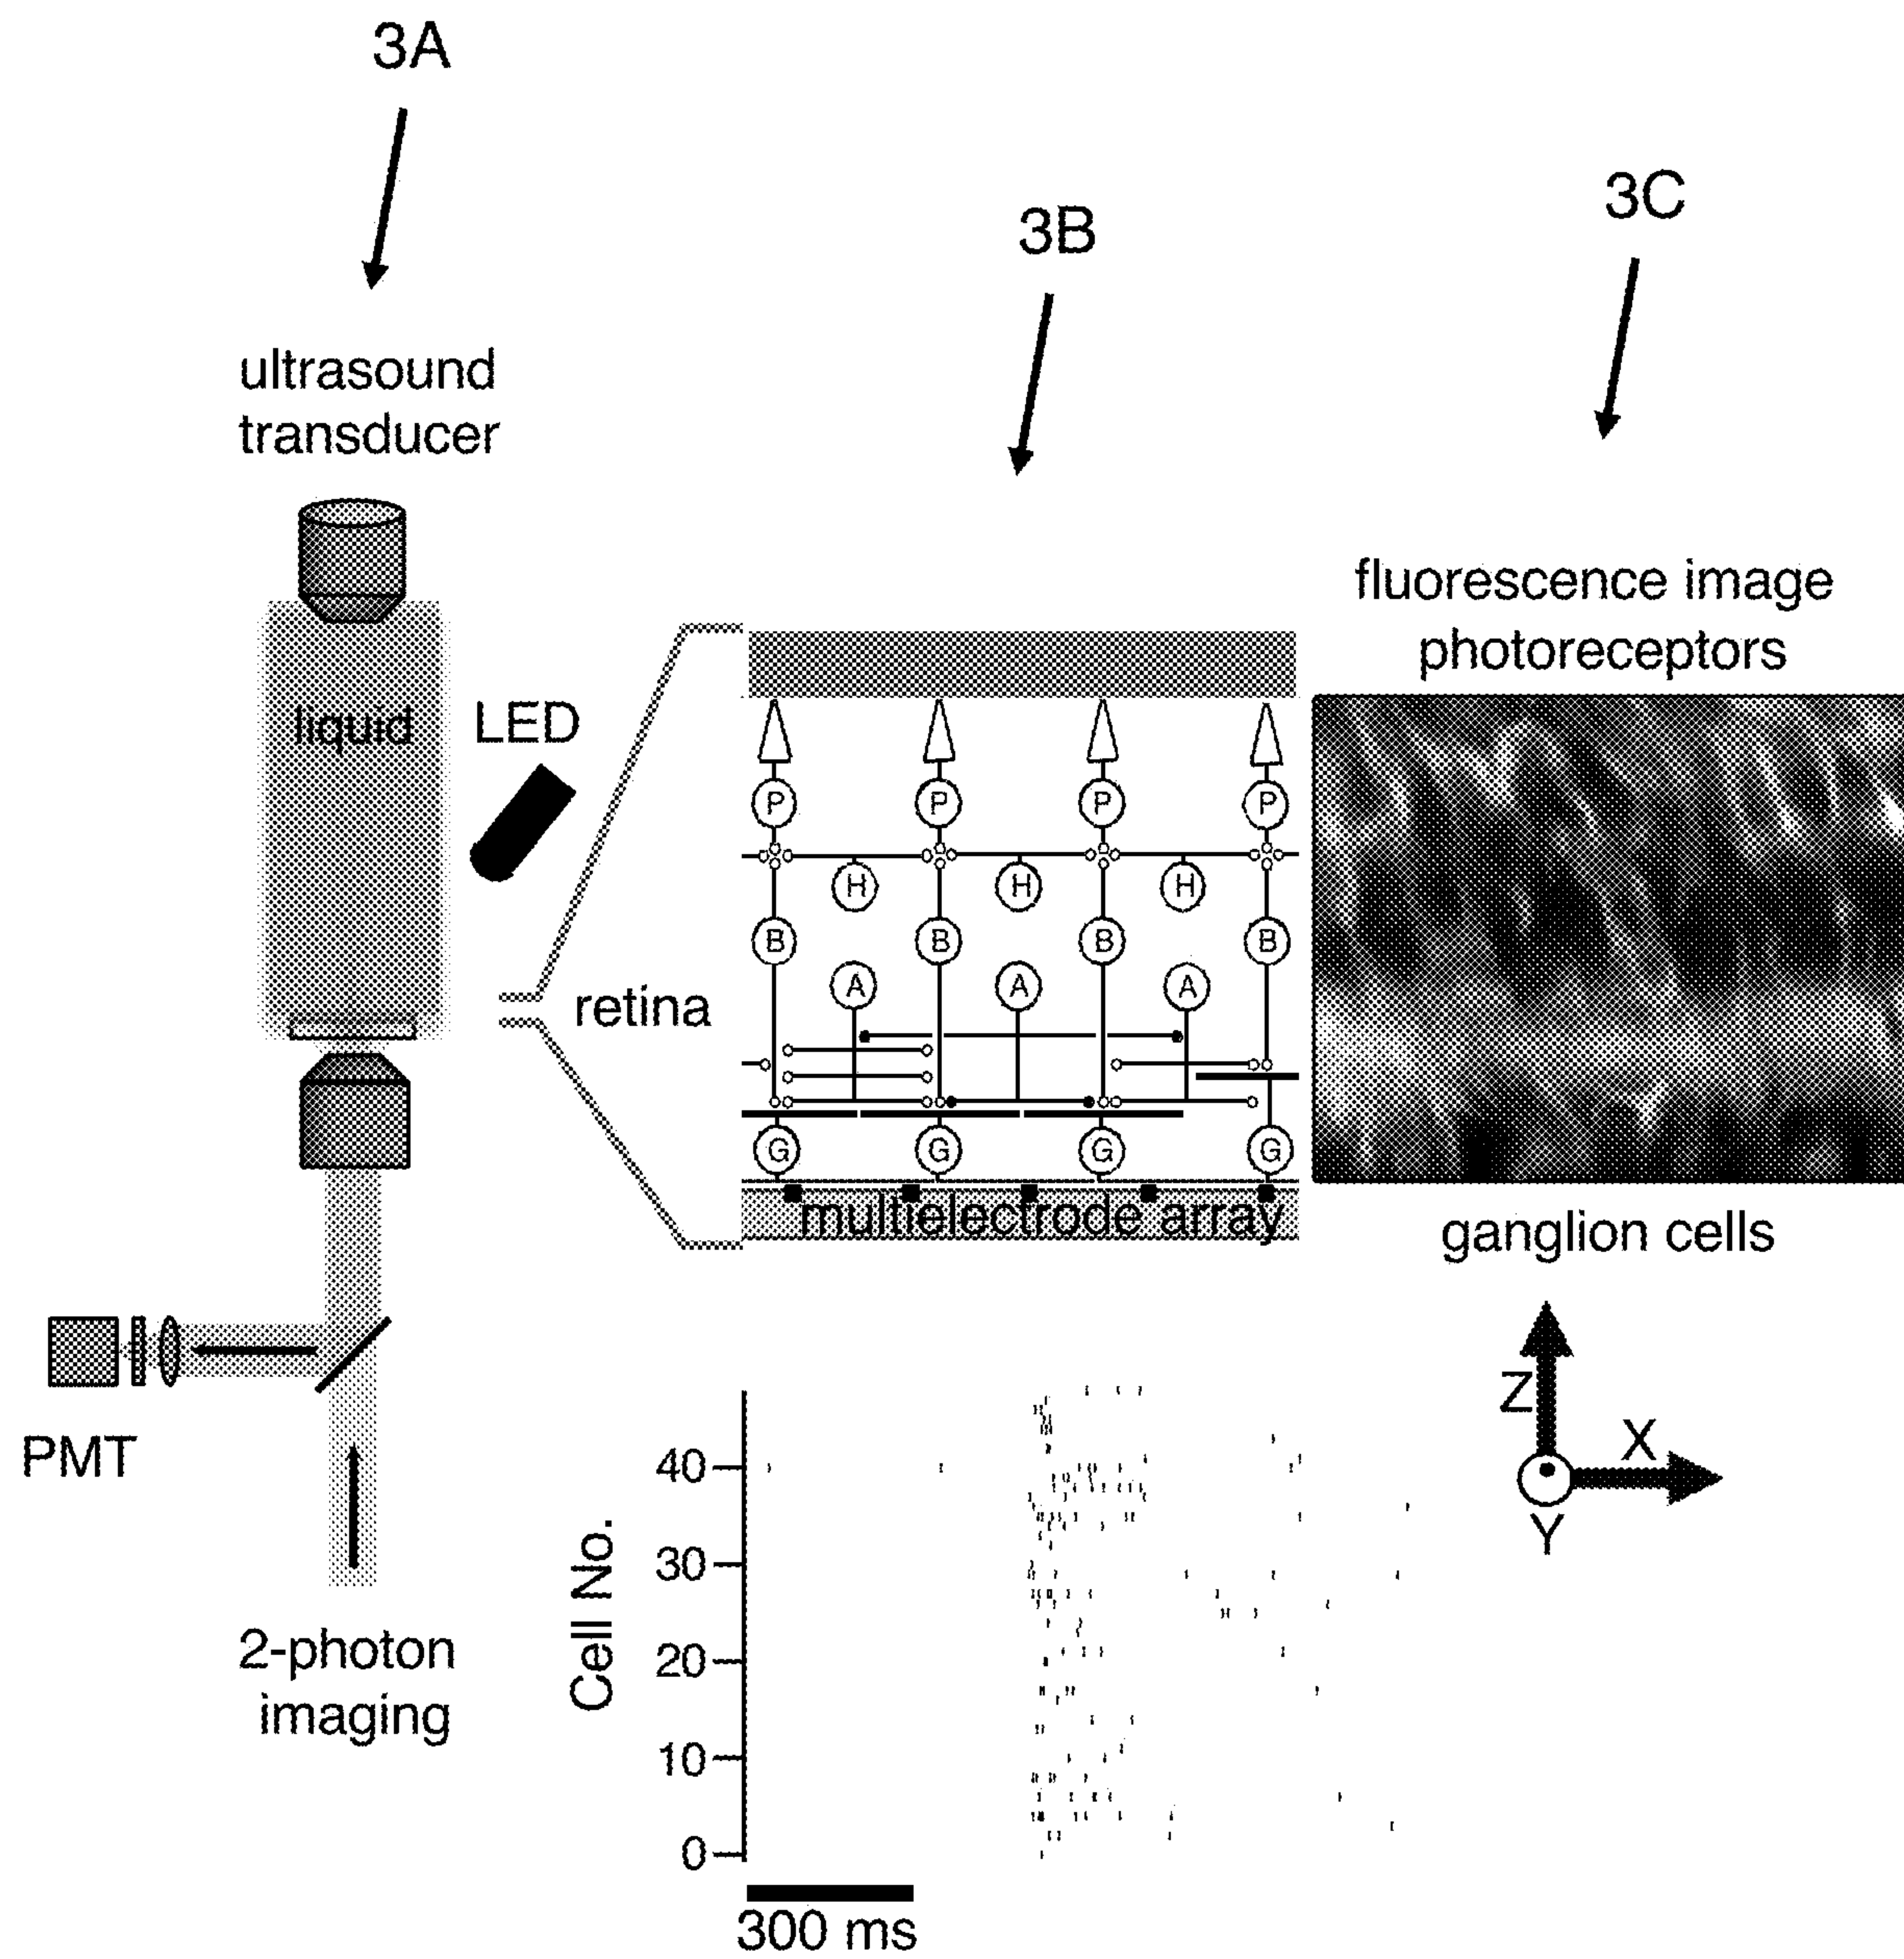 3A
3B
3C
ultrasound
transducer
liquid
LED
retina
PMT
2-photon
imaging
P P P P
H H H
B B B B
A A A
G G G G
multielectrode array
fluorescence image
photoreceptors
ganglion cells
Z
X
Y
Cell No.
40
30
20
10
0
300 ms